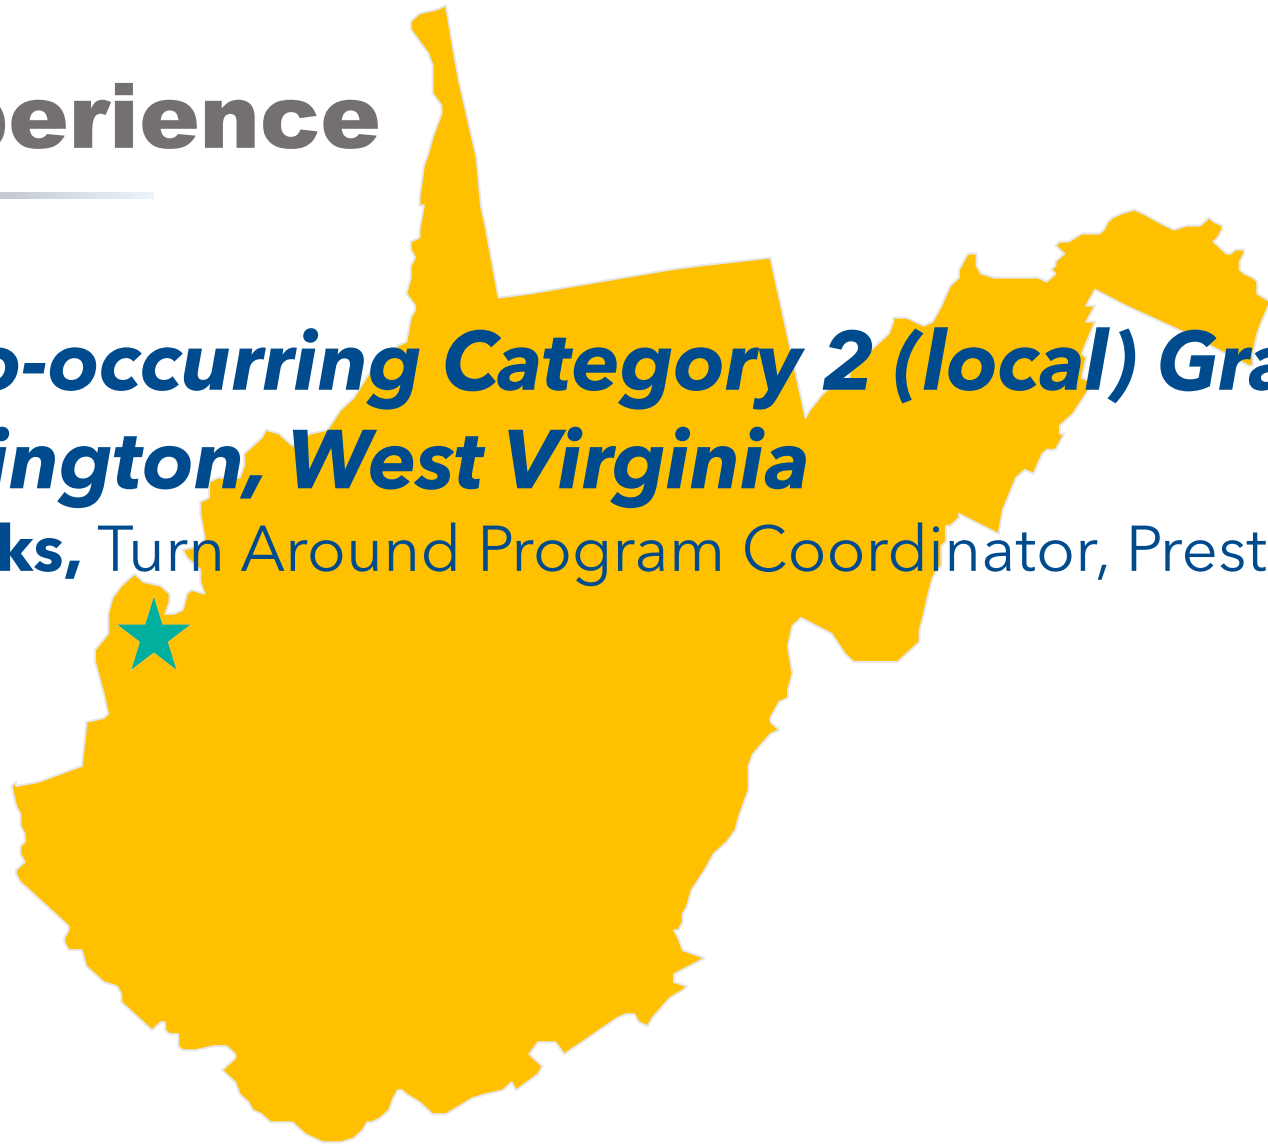 perience
o-occurring Category 2 (local) Gra
ington, West Virginia
ks, Turn Around Program Coordinator, Prest